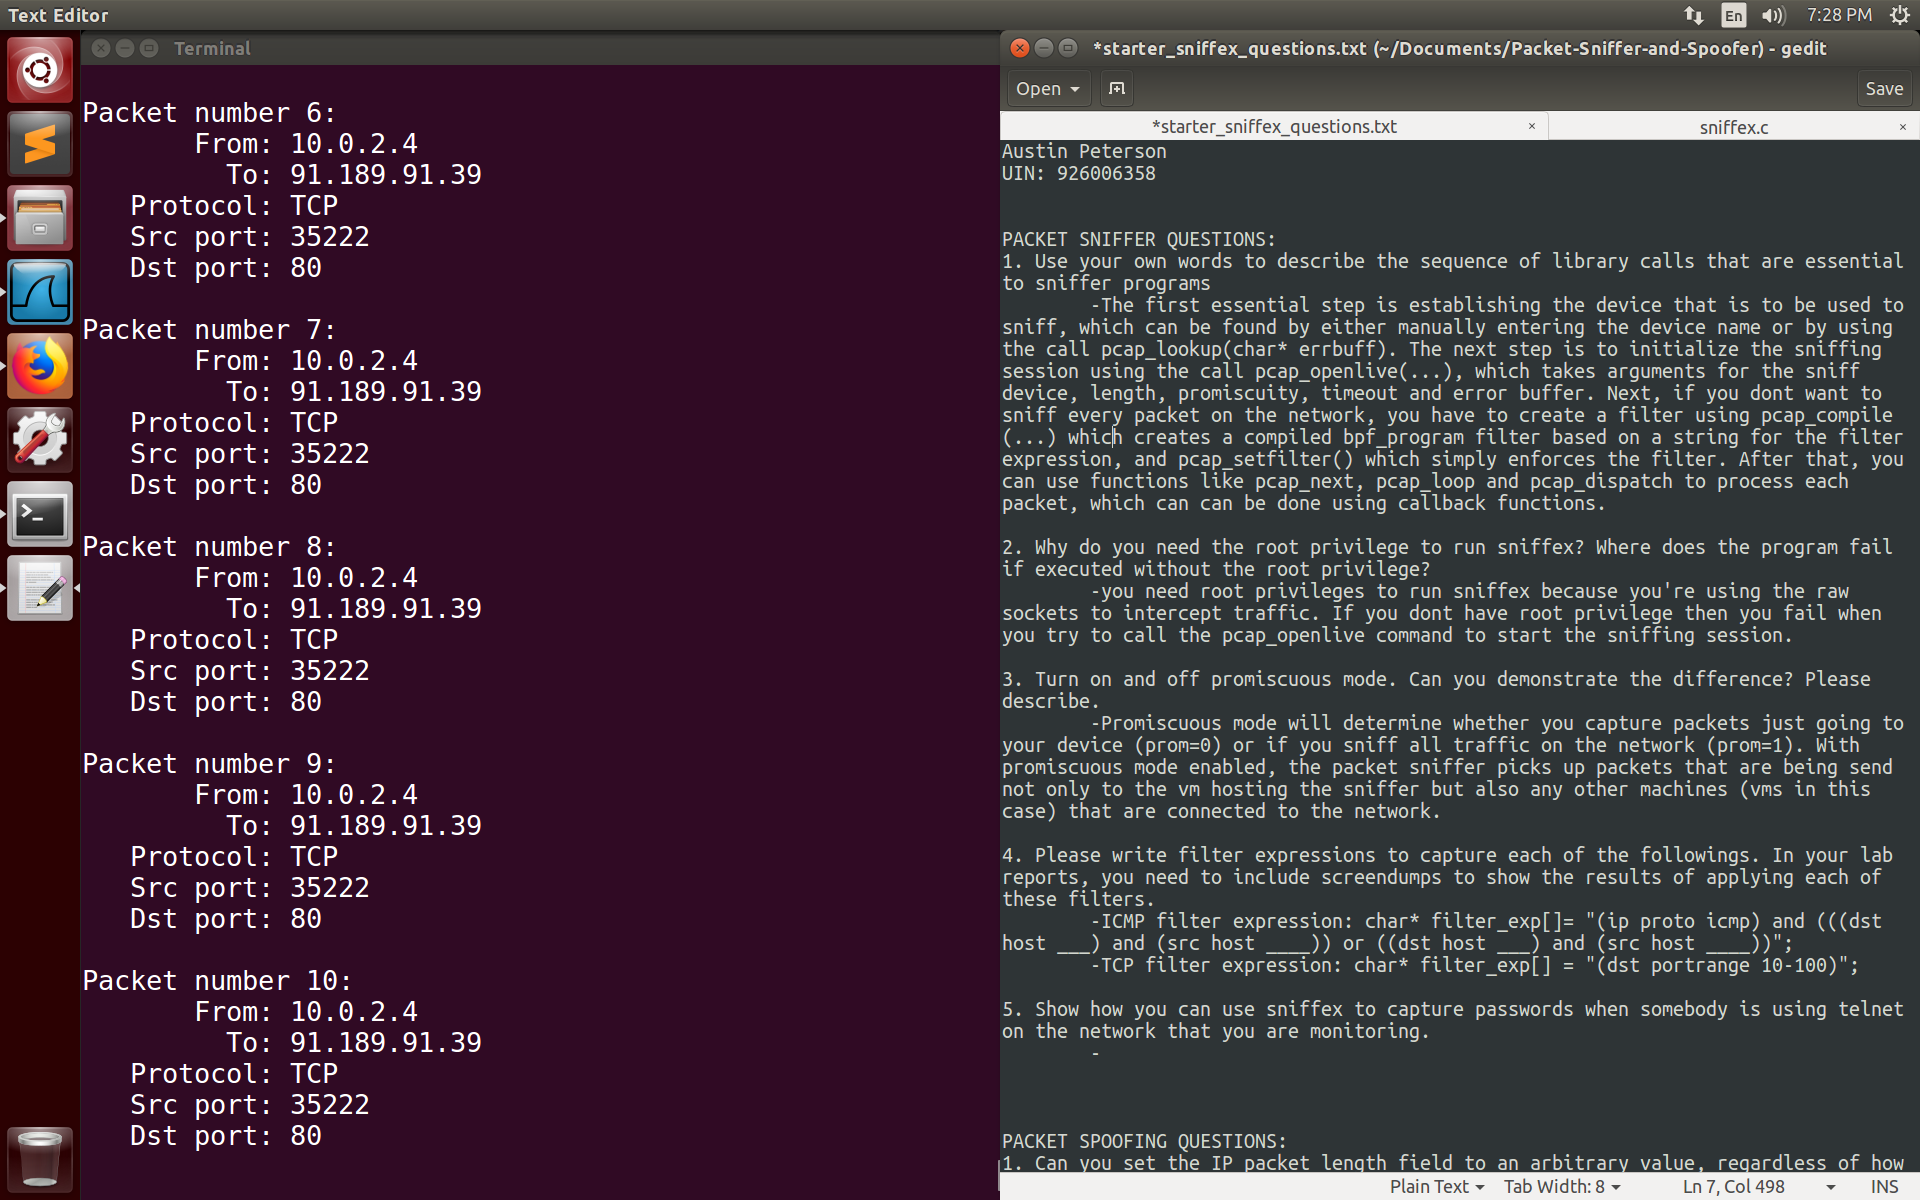 Text Editor
En
7:28 PM
Terminal
Packet number 6:
From: 10.0.2.4
To: 91.189.91.39
Protocol: TCP
Src port: 35222
Dst port: 80
Packet number 7:
From: 10.0.2.4
To: 91.189.91.39
Protocol: TCP
Src port: 35222
Dst port: 80
Packet number 8:
From: 10.0.2.4
To: 91.189.91.39
Protocol: TCP
Src port: 35222
Dst port: 80
Packet number 9:
From: 10.0.2.4
To: 91.189.91.39
Protocol: TCP
Src port: 35222
Dst port: 80
Packet number 10:
From: 10.0.2.4
To: 91.189.91.39
Protocol: TCP
Src port: 35222
Dst port: 80
*starter_sniffex_questions.txt (~/Documents/Packet-Sniffer-and-Spoofer) - gedit
Open
Save
*starter_sniffex_questions.txt
sniffex.c
Austin Peterson
UIN: 926006358
PACKET SNIFFER QUESTIONS:
1. Use your own words to describe the sequence of library calls that are essential
to sniffer programs
-The first essential step is establishing the device that is to be used to
sniff, which can be found by either manually entering the device name or by using
the call pcap_lookup(char* errbuff). The next step is to initialize the sniffing
session using the call pcap_openlive(...), which takes arguments for the sniff
device, length, promiscuity, timeout and error buffer. Next, if you dont want to
sniff every packet on the network, you have to create a filter using pcap_compile
(...) which creates a compiled bpf_program filter based on a string for the filter
expression, and pcap_setfilter() which simply enforces the filter. After that, you
can use functions like pcap_next, pcap_loop and pcap_dispatch to process each
packet, which can can be done using callback functions.
2. Why do you need the root privilege to run sniffex? Where does the program fail
if executed without the root privilege?
-you need root privileges to run sniffex because you're using the raw
sockets to intercept traffic. If you dont have root privilege then you fail when
you try to call the pcap_openlive command to start the sniffing session.
3. Turn on and off promiscuous mode. Can you demonstrate the difference? Please
describe.
-Promiscuous mode will determine whether you capture packets just going to
your device (prom=0) or if you sniff all traffic on the network (prom=1). With
promiscuous mode enabled, the packet sniffer picks up packets that are being send
not only to the vm hosting the sniffer but also any other machines (vms in this
case) that are connected to the network.
4. Please write filter expressions to capture each of the followings. In your lab
reports, you need to include screendumps to show the results of applying each of
these filters.
-ICMP filter expression: char* filter_exp[]= "(ip proto icmp) and (((dst
host ___) and (src host ____)) or ((dst host ___) and (src host ____))";
-TCP filter expression: char* filter_exp[] = "(dst portrange 10-100)";
5. Show how you can use sniffex to capture passwords when somebody is using telnet
on the network that you are monitoring.
-
PACKET SPOOFING QUESTIONS:
1. Can you set the IP packet length field to an arbitrary value, regardless of how
Plain Text
Tab Width: 8
Ln 7, Col 498
INS